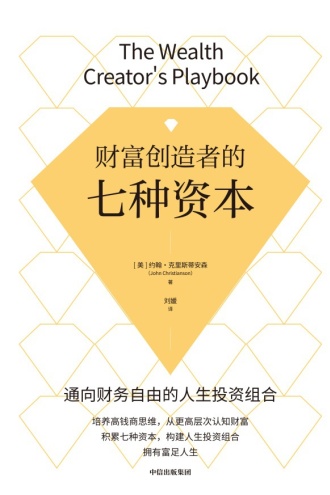 The Wealth
Creator's Playbook
财富创造者的
七种资本
[ 美 ] 约翰·克里斯蒂安森
(John Christianson)
著
刘媛
译
通向财务自由的人生投资组合
培养高钱商思维，从更高层次认知财富
积累七种资本，构建人生投资组合
拥有富足人生
中信出版集团